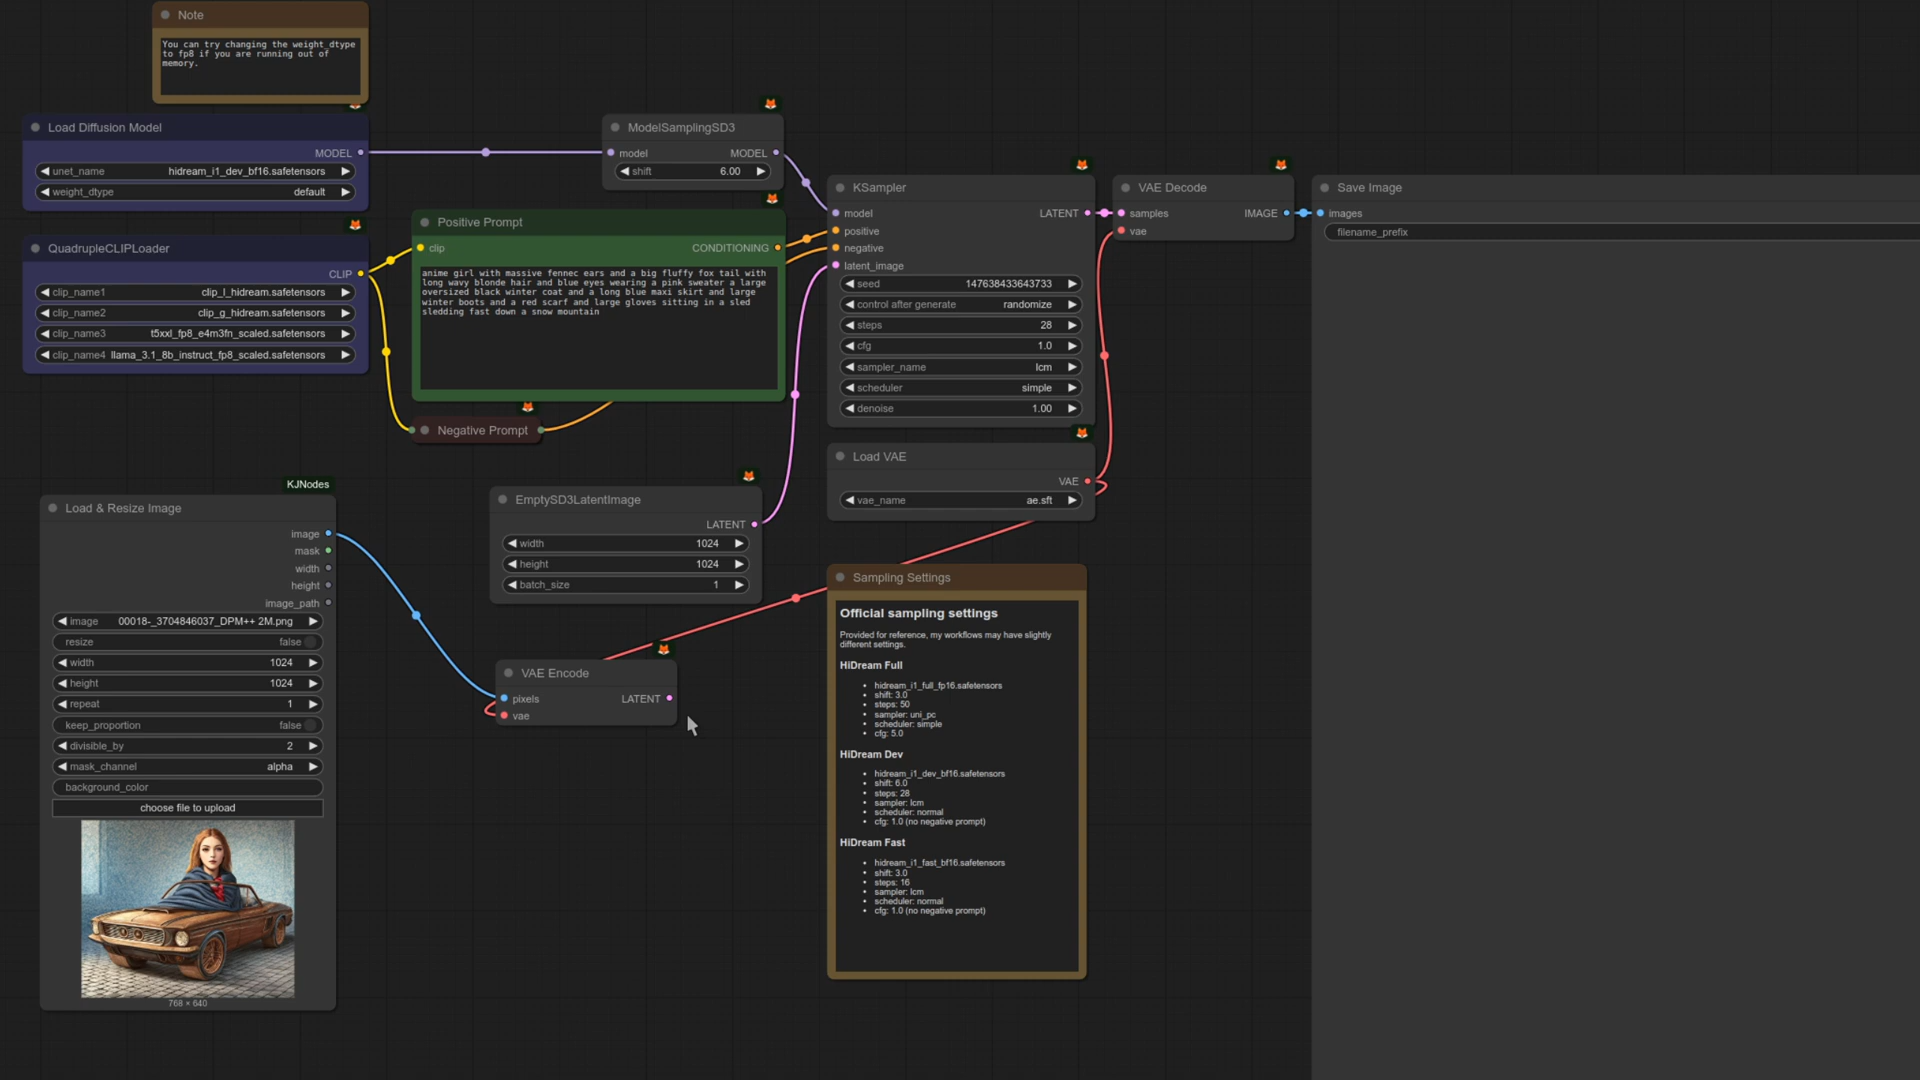 Note
You can try changing the weight_dtype
to fp8 if you are running out of
memory.
Load Diffusion Model
MODEL
unet_name hidream_i1_dev_bf16.safetensors
weight_dtype default
QuadrupleCLIPLoader
CLIP
clip_name1 clip_l_hidream.safetensors
clip_name2 clip_g_hidream.safetensors
clip_name3 t5xxl_fp8_e4m3fn_scaled.safetensors
clip_name4 llama_3.1_8b_instruct_fp8_scaled.safetensors
ModelSamplingSD3
model MODEL
shift 6.00
Positive Prompt
clip CONDITIONING
anime girl with massive fennec ears and a big fluffy fox tail with
long wavy blonde hair and blue eyes wearing a pink sweater a large
oversized black winter coat and a long blue maxi skirt and large
winter boots and a red scarf and large gloves sitting in a sled
sledding fast down a snow mountain
Negative Prompt
KSampler
model LATENT
positive
negative
latent_image
seed 147638433643733
control after generate randomize
steps 28
cfg 1.0
sampler_name lcm
scheduler simple
denoise 1.00
VAE Decode
samples IMAGE
vae
Save Image
images
filename_prefix
Load VAE
VAE
vae_name ae.sft
KJNodes
Load & Resize Image
image
mask
width
height
image_path
image 00018-_3704846037_DPM++ 2M.png
resize false
width 1024
height 1024
repeat 1
keep_proportion false
divisible_by 2
mask_channel alpha
background_color
choose file to upload
768 × 640
EmptySD3LatentImage
LATENT
width 1024
height 1024
batch_size 1
VAE Encode
pixels LATENT
vae
Sampling Settings
Official sampling settings
Provided for reference, my workflows may have slightly
different settings.
HiDream Full
• hidream_i1_full_fp16.safetensors
• shift: 3.0
• steps: 50
• sampler: uni_pc
• scheduler: simple
• cfg: 5.0
HiDream Dev
• hidream_i1_dev_bf16.safetensors
• shift: 6.0
• steps: 28
• sampler: lcm
• scheduler: normal
• cfg: 1.0 (no negative prompt)
HiDream Fast
• hidream_i1_fast_bf16.safetensors
• shift: 3.0
• steps: 16
• sampler: lcm
• scheduler: normal
• cfg: 1.0 (no negative prompt)